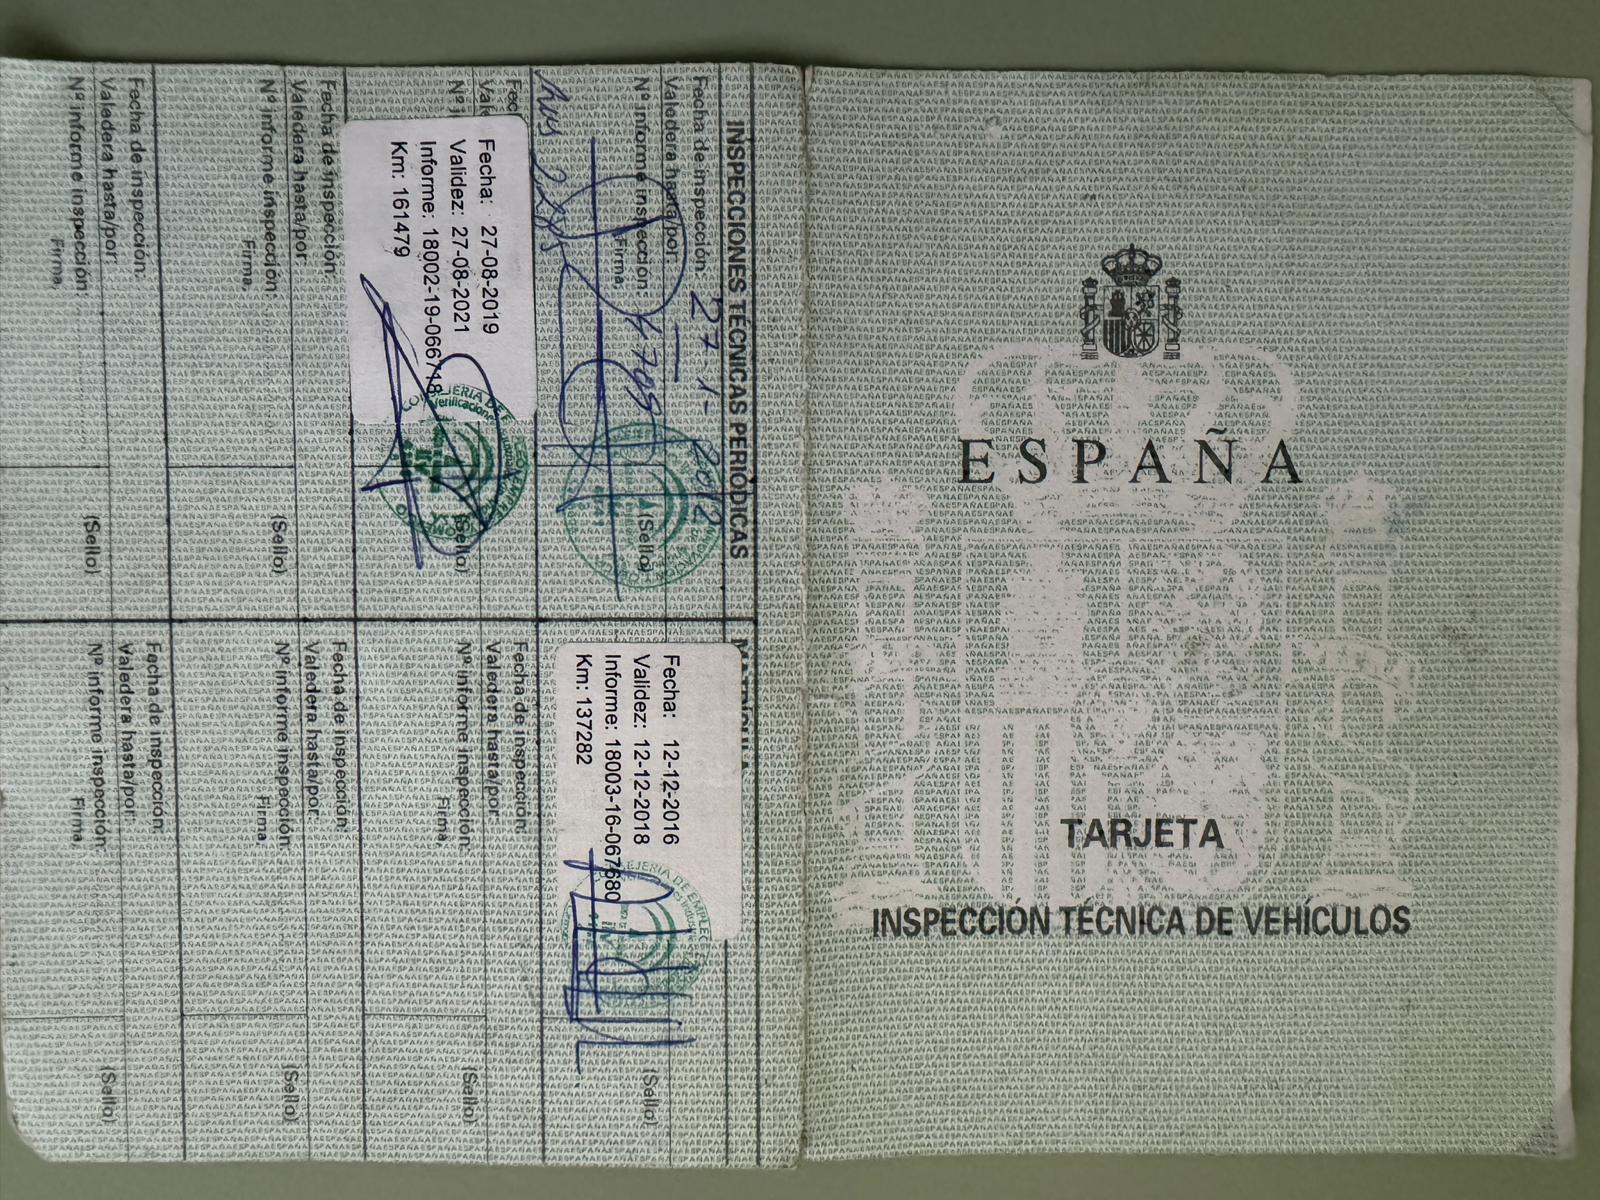 ESPAÑA
TARJETA
INSPECCIÓN TÉCNICA DE VEHÍCULOS
INSPECCIONES TÉCNICAS PERIÓDICAS
Fecha de inspección: 27-1-2012
Valedera hasta/por:
Nº informe inspección:
Firma,
(Sello)
Fecha: 12-12-2016
Validez: 12-12-2018
Informe: 18003-16-067680
Km: 137282
(Sello)
Fecha: 27-08-2019
Validez: 27-08-2021
Informe: 18002-19-066718
Km: 161479
(Sello)
Fecha de inspección:
Valedera hasta/por:
Nº informe inspección:
Firma,
(Sello)
Fecha de inspección:
Valedera hasta/por:
Nº informe inspección:
Firma,
(Sello)
Fecha de inspección:
Valedera hasta/por:
Nº informe inspección:
Firma,
(Sello)
Fecha de inspección:
Valedera hasta/por:
Nº informe inspección:
Firma,
(Sello)
Fecha de inspección:
Valedera hasta/por:
Nº informe inspección:
Firma,
(Sello)